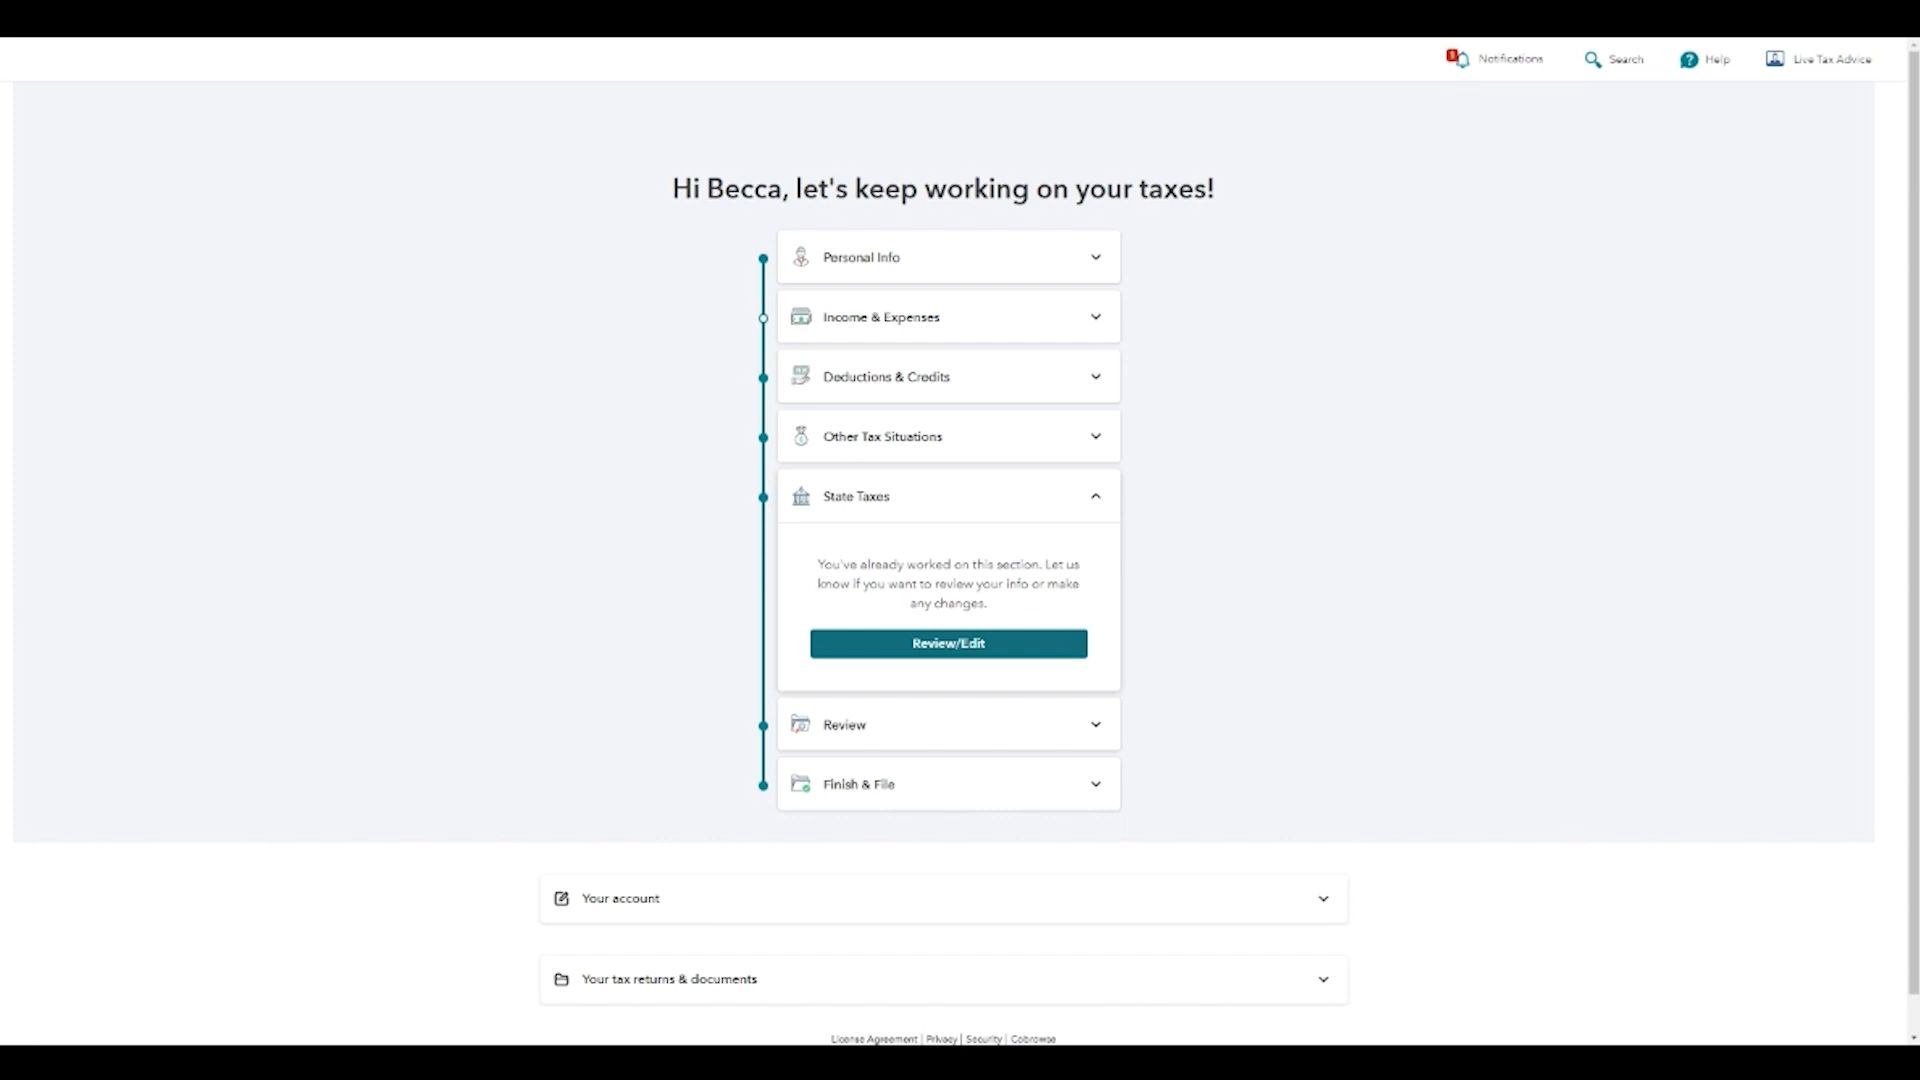 1 Notifications
Search
? Help
Live Tax Advice
Hi Becca, let's keep working on your taxes!
Personal Info
Income & Expenses
Deductions & Credits
Other Tax Situations
State Taxes
You've already worked on this section. Let us
know if you want to review your info or make
any changes.
Review/Edit
Review
Finish & File
Your account
Your tax returns & documents
License Agreement | Privacy | Security | Cobrowse